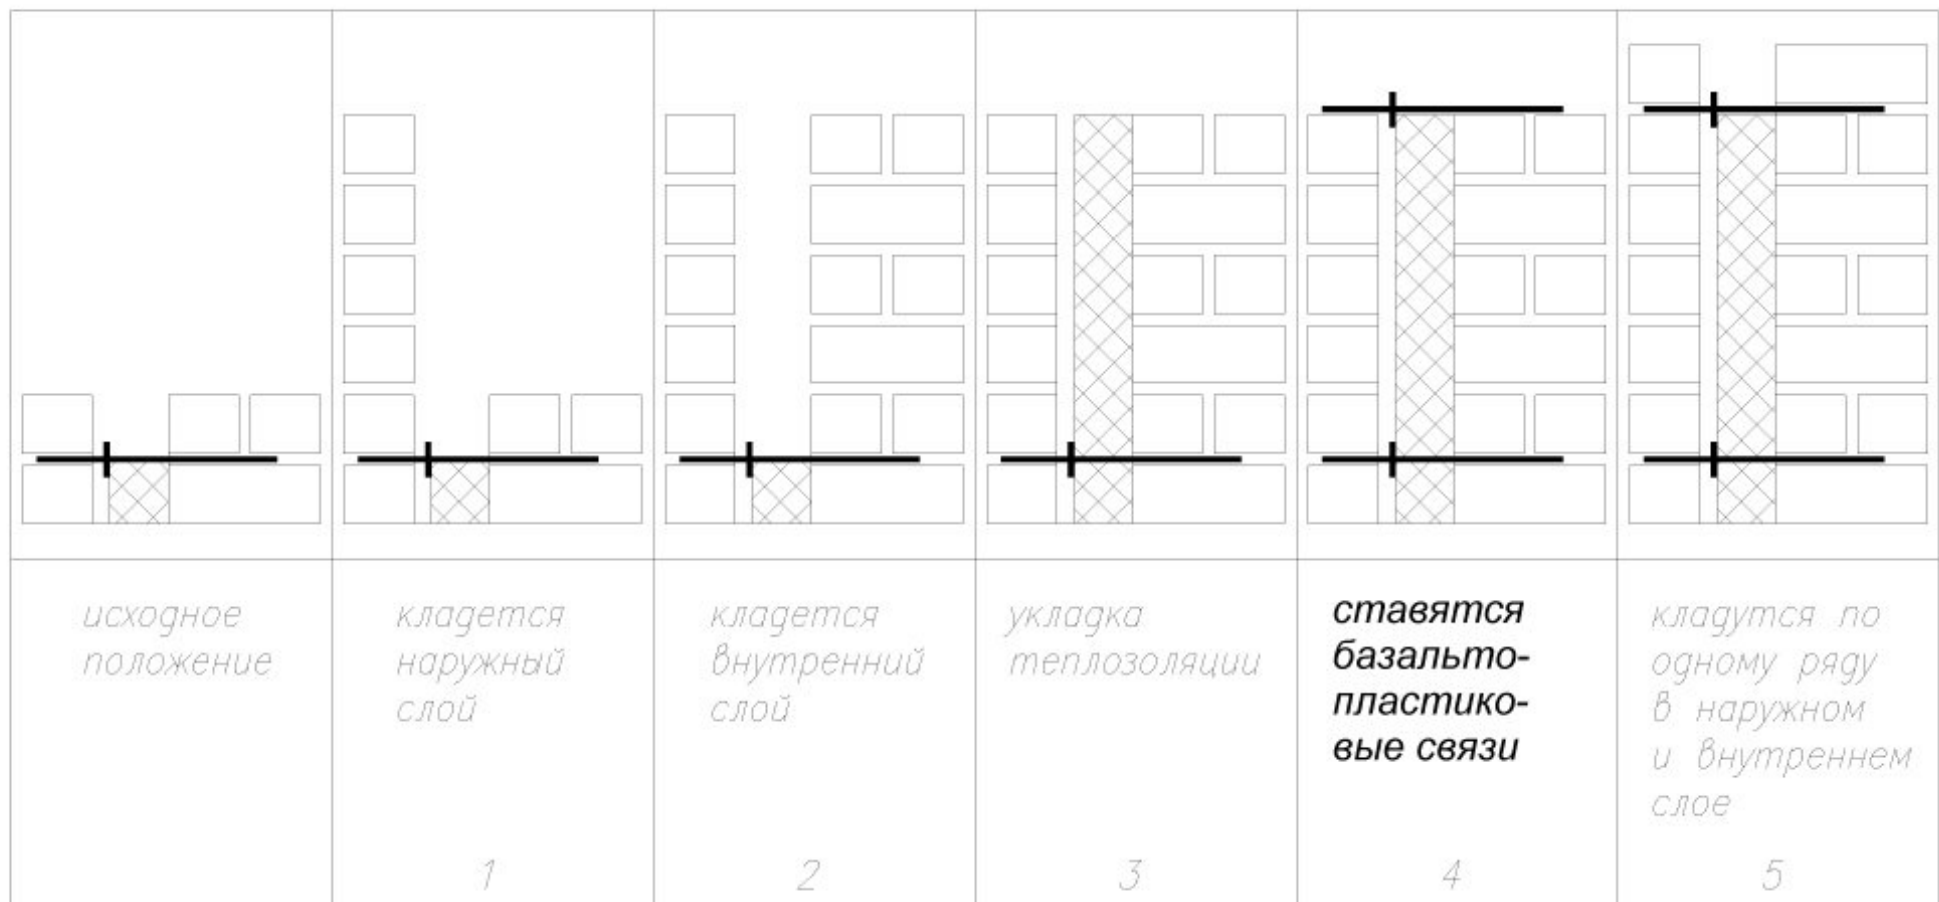 исходное
положение
кладется
наружный
слой
1
кладется
внутренний
слой
2
укладка
теплозоляции
3
ставятся
базальто-
пластико-
вые связи
4
кладутся по
одному ряду
в наружном
и внутреннем
слое
5